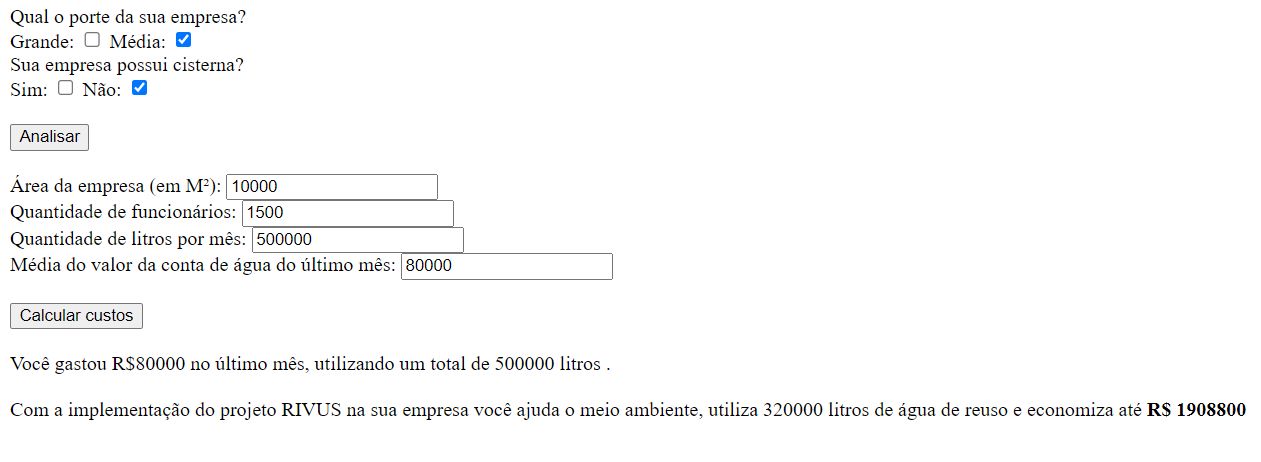 Qual o porte da sua empresa?
Grande: Média:
Sua empresa possui cisterna?
Sim: Não:
Analisar
Área da empresa (em M²): 10000
Quantidade de funcionários: 1500
Quantidade de litros por mês: 500000
Média do valor da conta de água do último mês: 80000
Calcular custos
Você gastou R$80000 no último mês, utilizando um total de 500000 litros .
Com a implementação do projeto RIVUS na sua empresa você ajuda o meio ambiente, utiliza 320000 litros de água de reuso e economiza até R$ 1908800